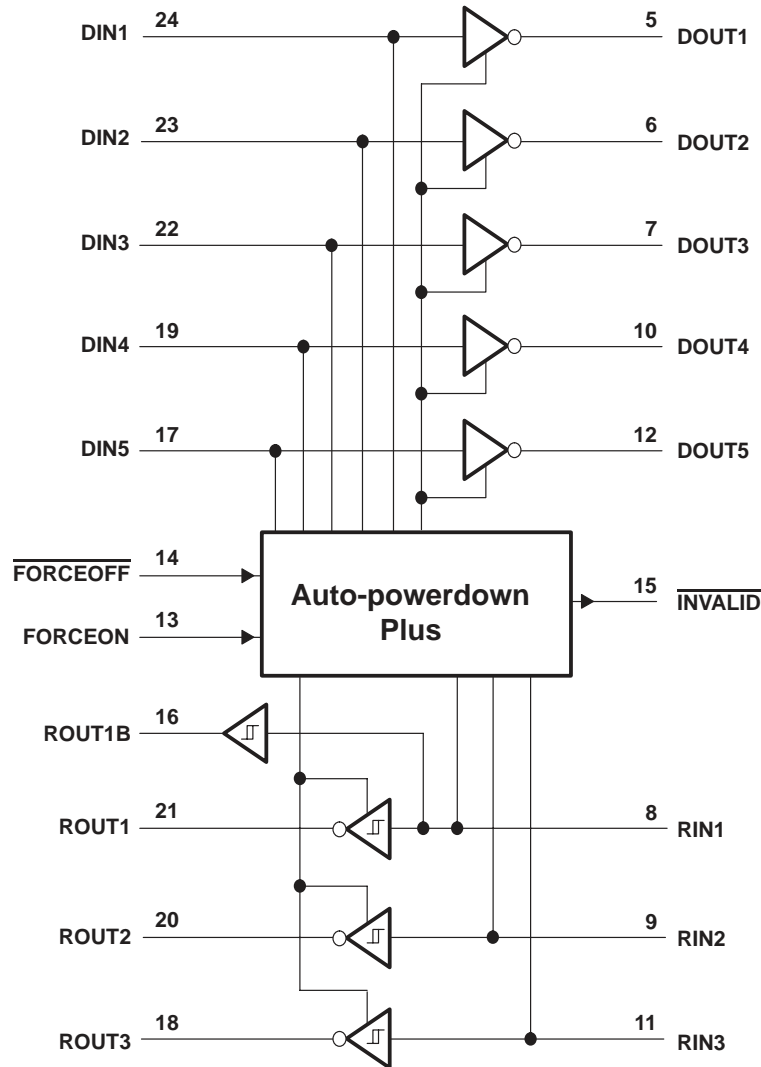 DIN1 24 5 DOUT1
DIN2 23 6 DOUT2
DIN3 22 7 DOUT3
DIN4 19 10 DOUT4
DIN5 17 12 DOUT5
FORCEOFF 14
Auto-powerdown
Plus
15 INVALID
FORCEON 13
ROUT1B 16
ROUT1 21 8 RIN1
ROUT2 20 9 RIN2
ROUT3 18 11 RIN3